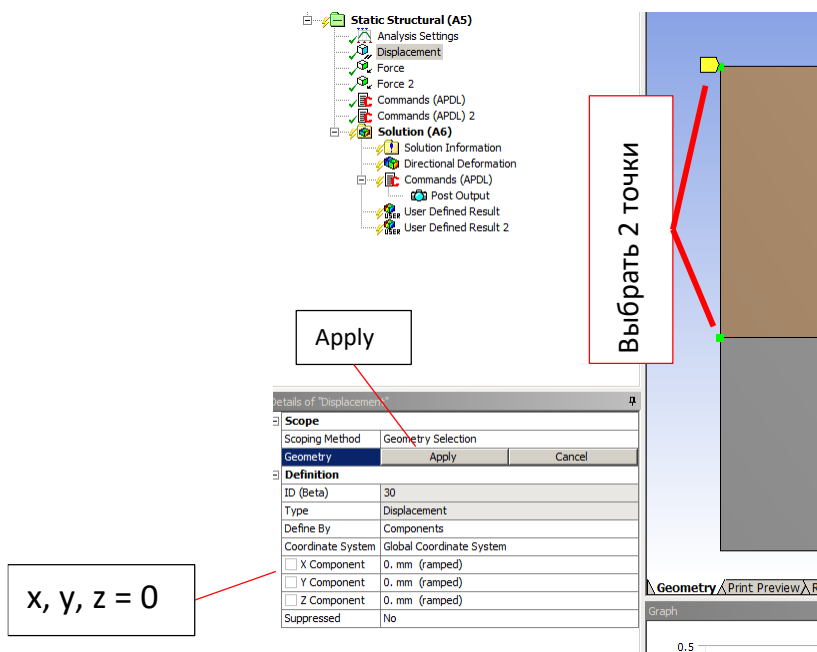 Static Structural (A5)
Analysis Settings
Displacement
Force
Force 2
Commands (APDL)
Commands (APDL) 2
Solution (A6)
Solution Information
Directional Deformation
Commands (APDL)
Post Output
User Defined Result
User Defined Result 2
Выбрать 2 точки
Apply
Details of "Displacement"
Scope
Scoping Method Geometry Selection
Geometry Apply Cancel
Definition
ID (Beta) 30
Type Displacement
Define By Components
Coordinate System Global Coordinate System
X Component 0. mm (ramped)
Y Component 0. mm (ramped)
Z Component 0. mm (ramped)
Suppressed No
x, y, z = 0
Geometry Print Preview R
Graph
0.5